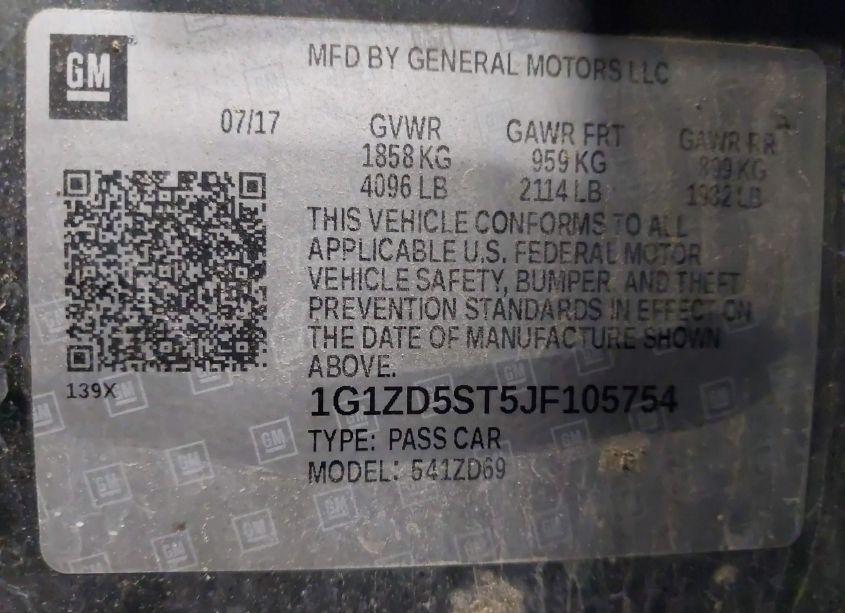 GM
MFD BY GENERAL MOTORS LLC
07/17
GVWR GAWR FRT GAWR RR
1858 KG 959 KG 899 KG
4096 LB 2114 LB 1982 LB
THIS VEHICLE CONFORMS TO ALL
APPLICABLE U.S. FEDERAL MOTOR
VEHICLE SAFETY, BUMPER, AND THEFT
PREVENTION STANDARDS IN EFFECT ON
THE DATE OF MANUFACTURE SHOWN
ABOVE.
139X
1G1ZD5ST5JF105754
TYPE: PASS CAR
MODEL: 541ZD69